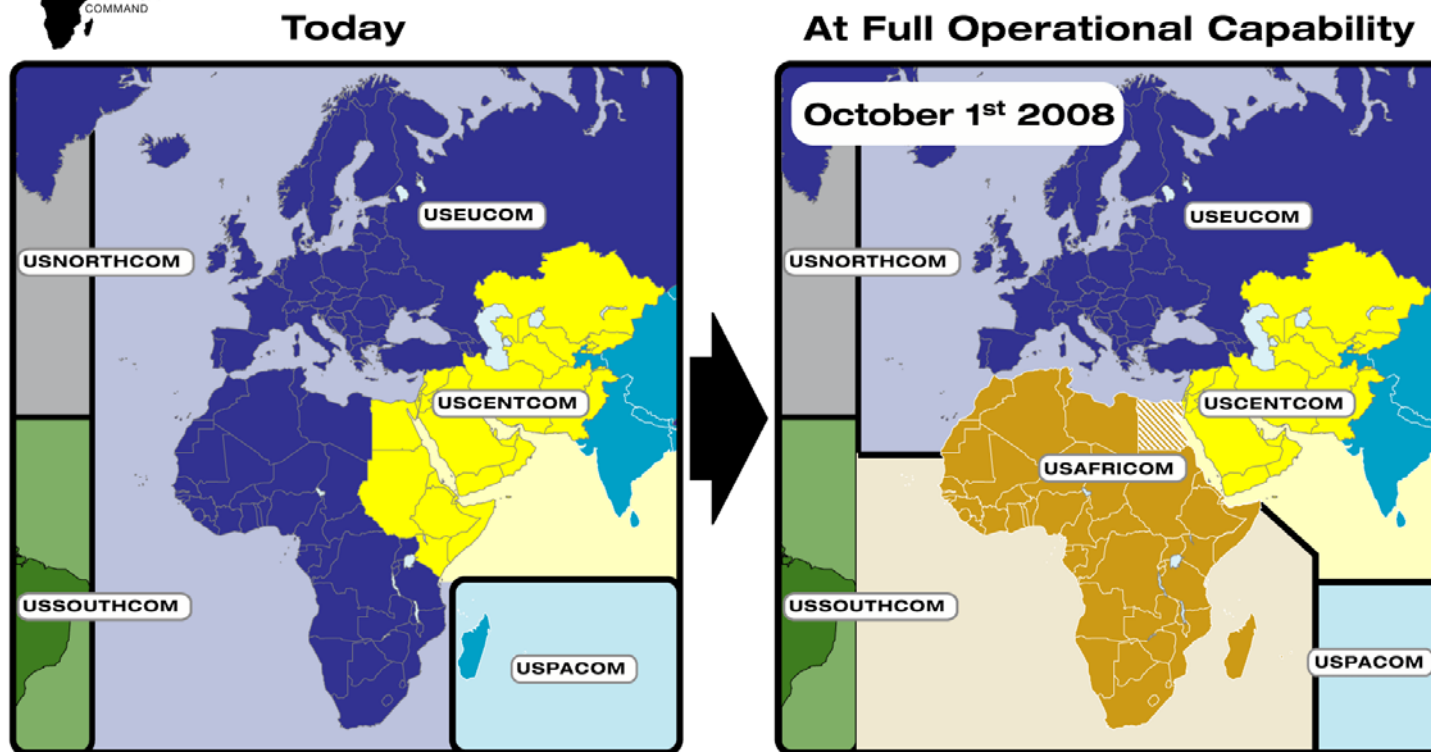 COMMAND
Today
At Full Operational Capability
USEUCOM
USNORTHCOM
USCENTCOM
USSOUTHCOM
USPACOM
October 1st 2008
USEUCOM
USNORTHCOM
USCENTCOM
USAFRICOM
USSOUTHCOM
USPACOM